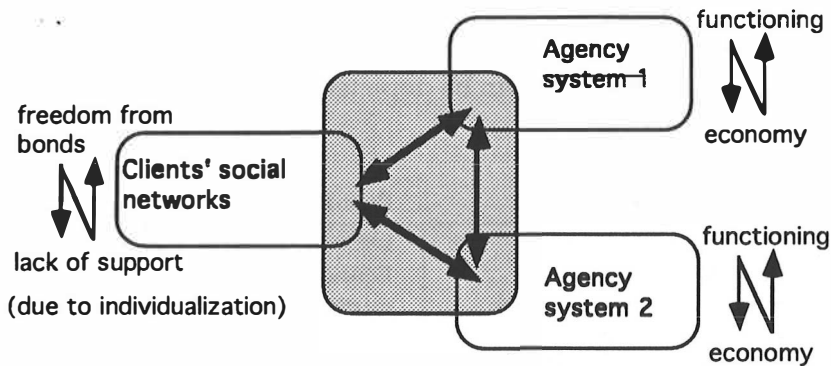 functioning
Agency
system 1
economy
freedom from
bonds
Clients' social
networks
lack of support
(due to individualization)
functioning
Agency
system 2
economy